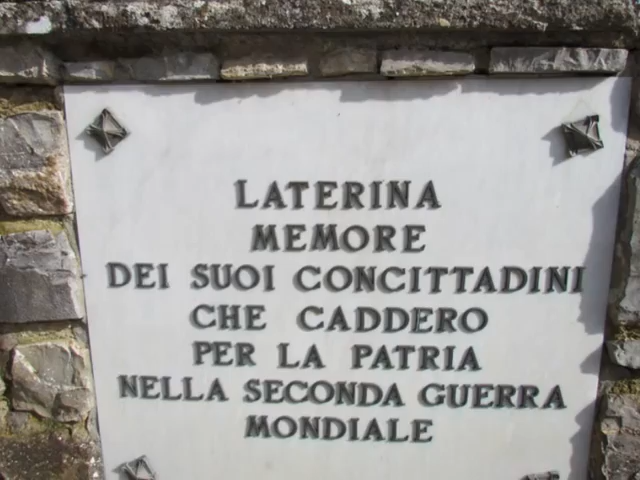 LATERINA
MEMORE
DEI SUOI CONCITTADINI
CHE CADDERO
PER LA PATRIA
NELLA SECONDA GUERRA
MONDIALE